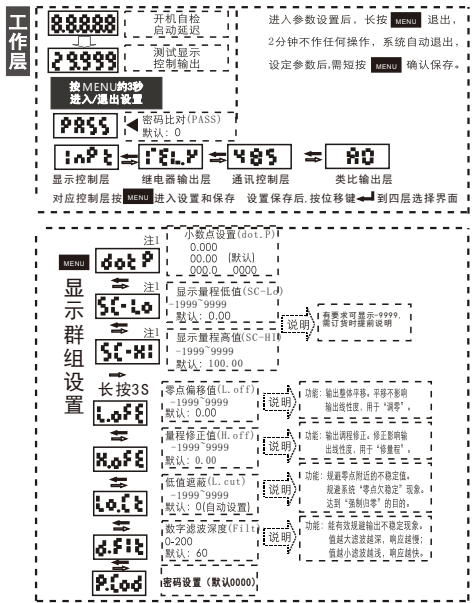 工作层
8.8.8.8.8
开机自检
启动延迟
29.999
测试显示
控制输出
进入参数设置后，长按 MENU 退出，
2分钟不作任何操作，系统自动退出，
设定参数后,需短按 MENU 确认保存。
按MENU约3秒
进入/退出设置
PASS
密码比对(PASS)
默认: 0
InPt
rEL.P
485
AO
显示控制层
继电器输出层
通讯控制层
类比输出层
对应控制层按 MENU 进入设置和保存 设置保存后,按位移键 到四层选择界面
MENU
显示群组设置
注1
dot P
小数点设置(dot.P)
0.000
00.00 (默认)
000.0 0000
注1
SC-Lo
显示量程低值(SC-Lo)
-1999~9999
默认: 0.00
注1
SC-HI
显示量程高值(SC-HI)
-1999~9999
默认: 100.00
说明
有要求可显示-9999,
需订货时提前说明
长按3S
L.oFF
零点偏移值(L.off)
-1999~9999
默认: 0.00
说明
功能: 输出整体平移。平移不影响
输出线性度，用于“调零”。
H.oFF
量程修正值(H.off)
-1999~9999
默认: 0.00
说明
功能: 输出调程修正。修正影响输
出线性度，用于“修量程”。
Lo.Ct
低值遮蔽(L.cut)
-1999~9999
默认: 0(自动设置)
说明
功能: 规避零点附近的不稳定值。
规避系统“零点欠稳定”现象。
达到“强制归零”的目的。
d.FIt
数字滤波深度(Filt)
0-200
默认: 60
说明
功能: 能有效规避输出不稳定现象。
值越大滤波越深，响应越慢；
值越小滤波越浅，响应越快。
P.Cod
密码设置（默认0000）